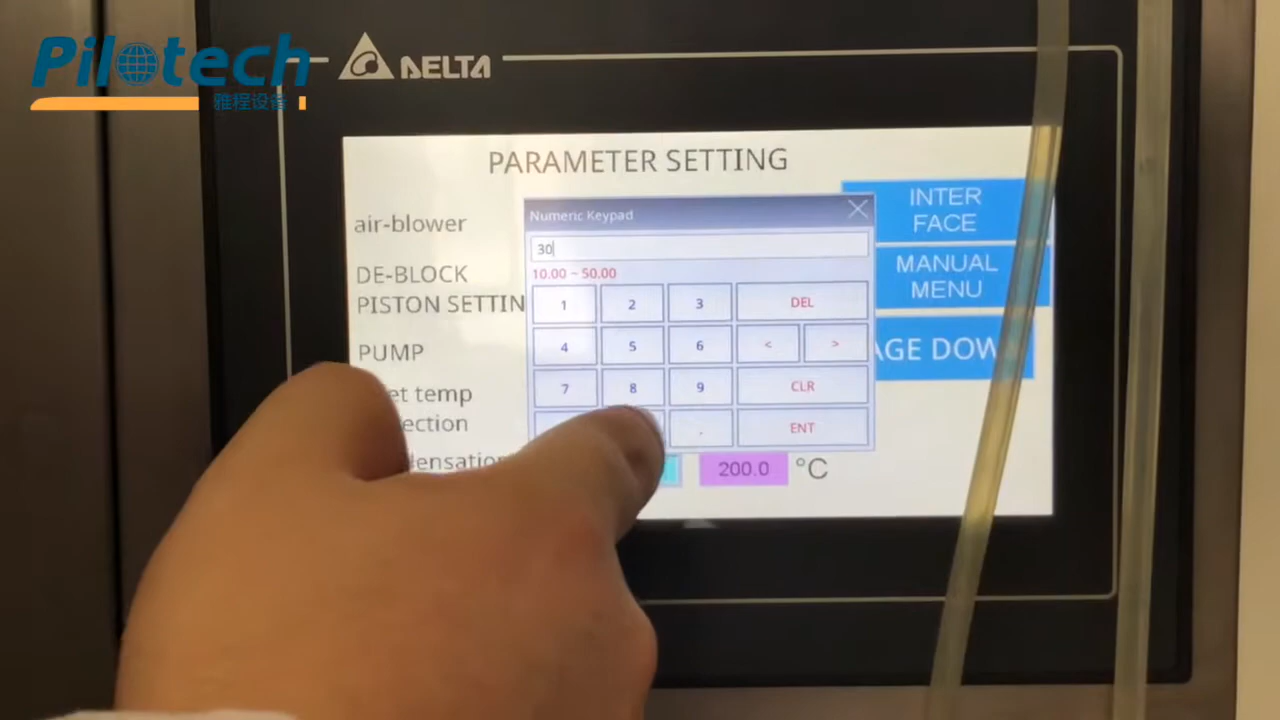 Pilotech
雅程设备
DELTA
PARAMETER SETTING
air-blower
DE-BLOCK
PISTON SETTIN
PUMP
et temp
ection
ensation
Numeric Keypad
30
10.00 ~ 50.00
1 2 3 DEL
4 5 6 < >
7 8 9 CLR
. ENT
200.0 °C
INTER
FACE
MANUAL
MENU
AGE DOW